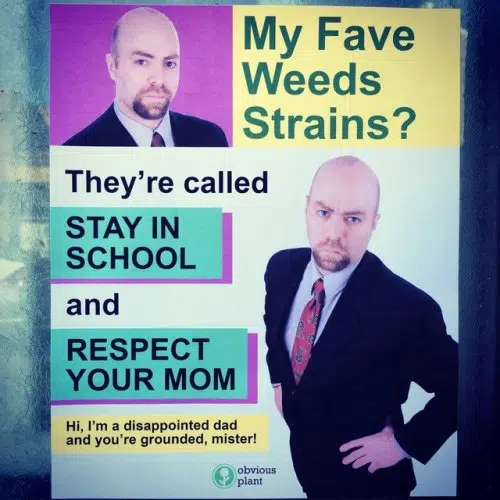 My Fave
Weeds
Strains?
They're called
STAY IN
SCHOOL
and
RESPECT
YOUR MOM
Hi, I'm a disappointed dad
and you're grounded, mister!
obvious
plant